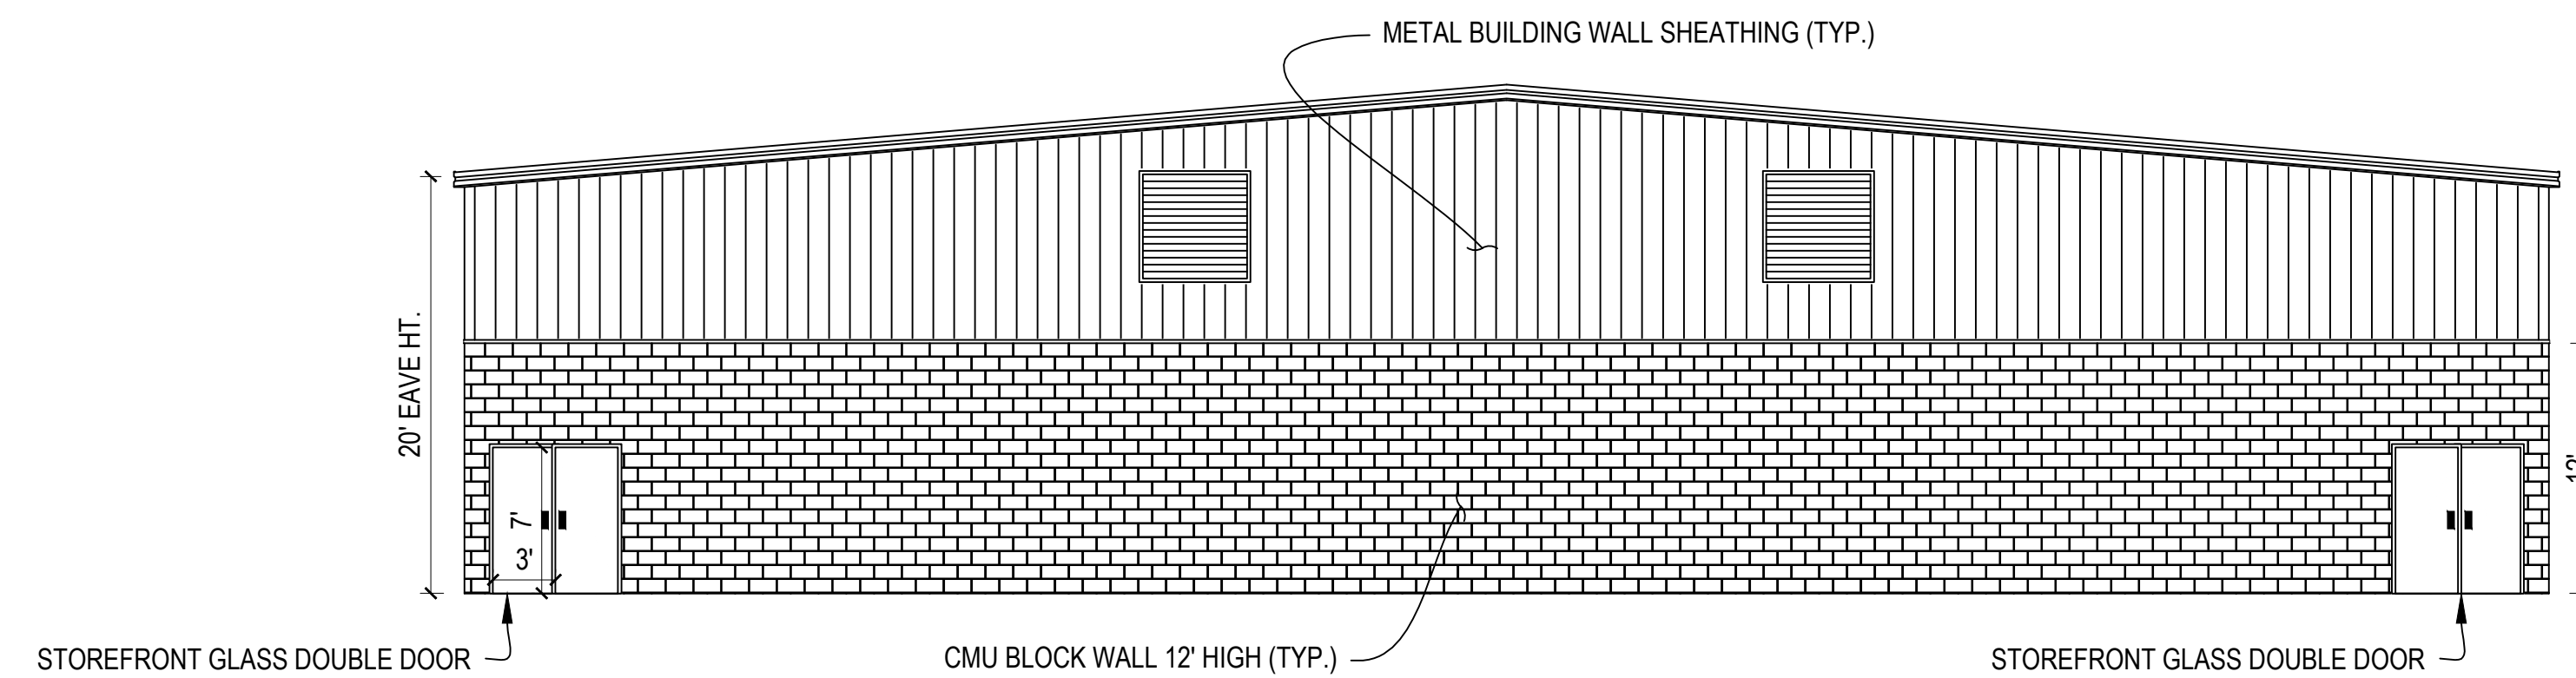 METAL BUILDING WALL SHEATHING (TYP.)
20' EAVE HT.
7'
3'
12'
STOREFRONT GLASS DOUBLE DOOR
CMU BLOCK WALL 12' HIGH (TYP.)
STOREFRONT GLASS DOUBLE DOOR